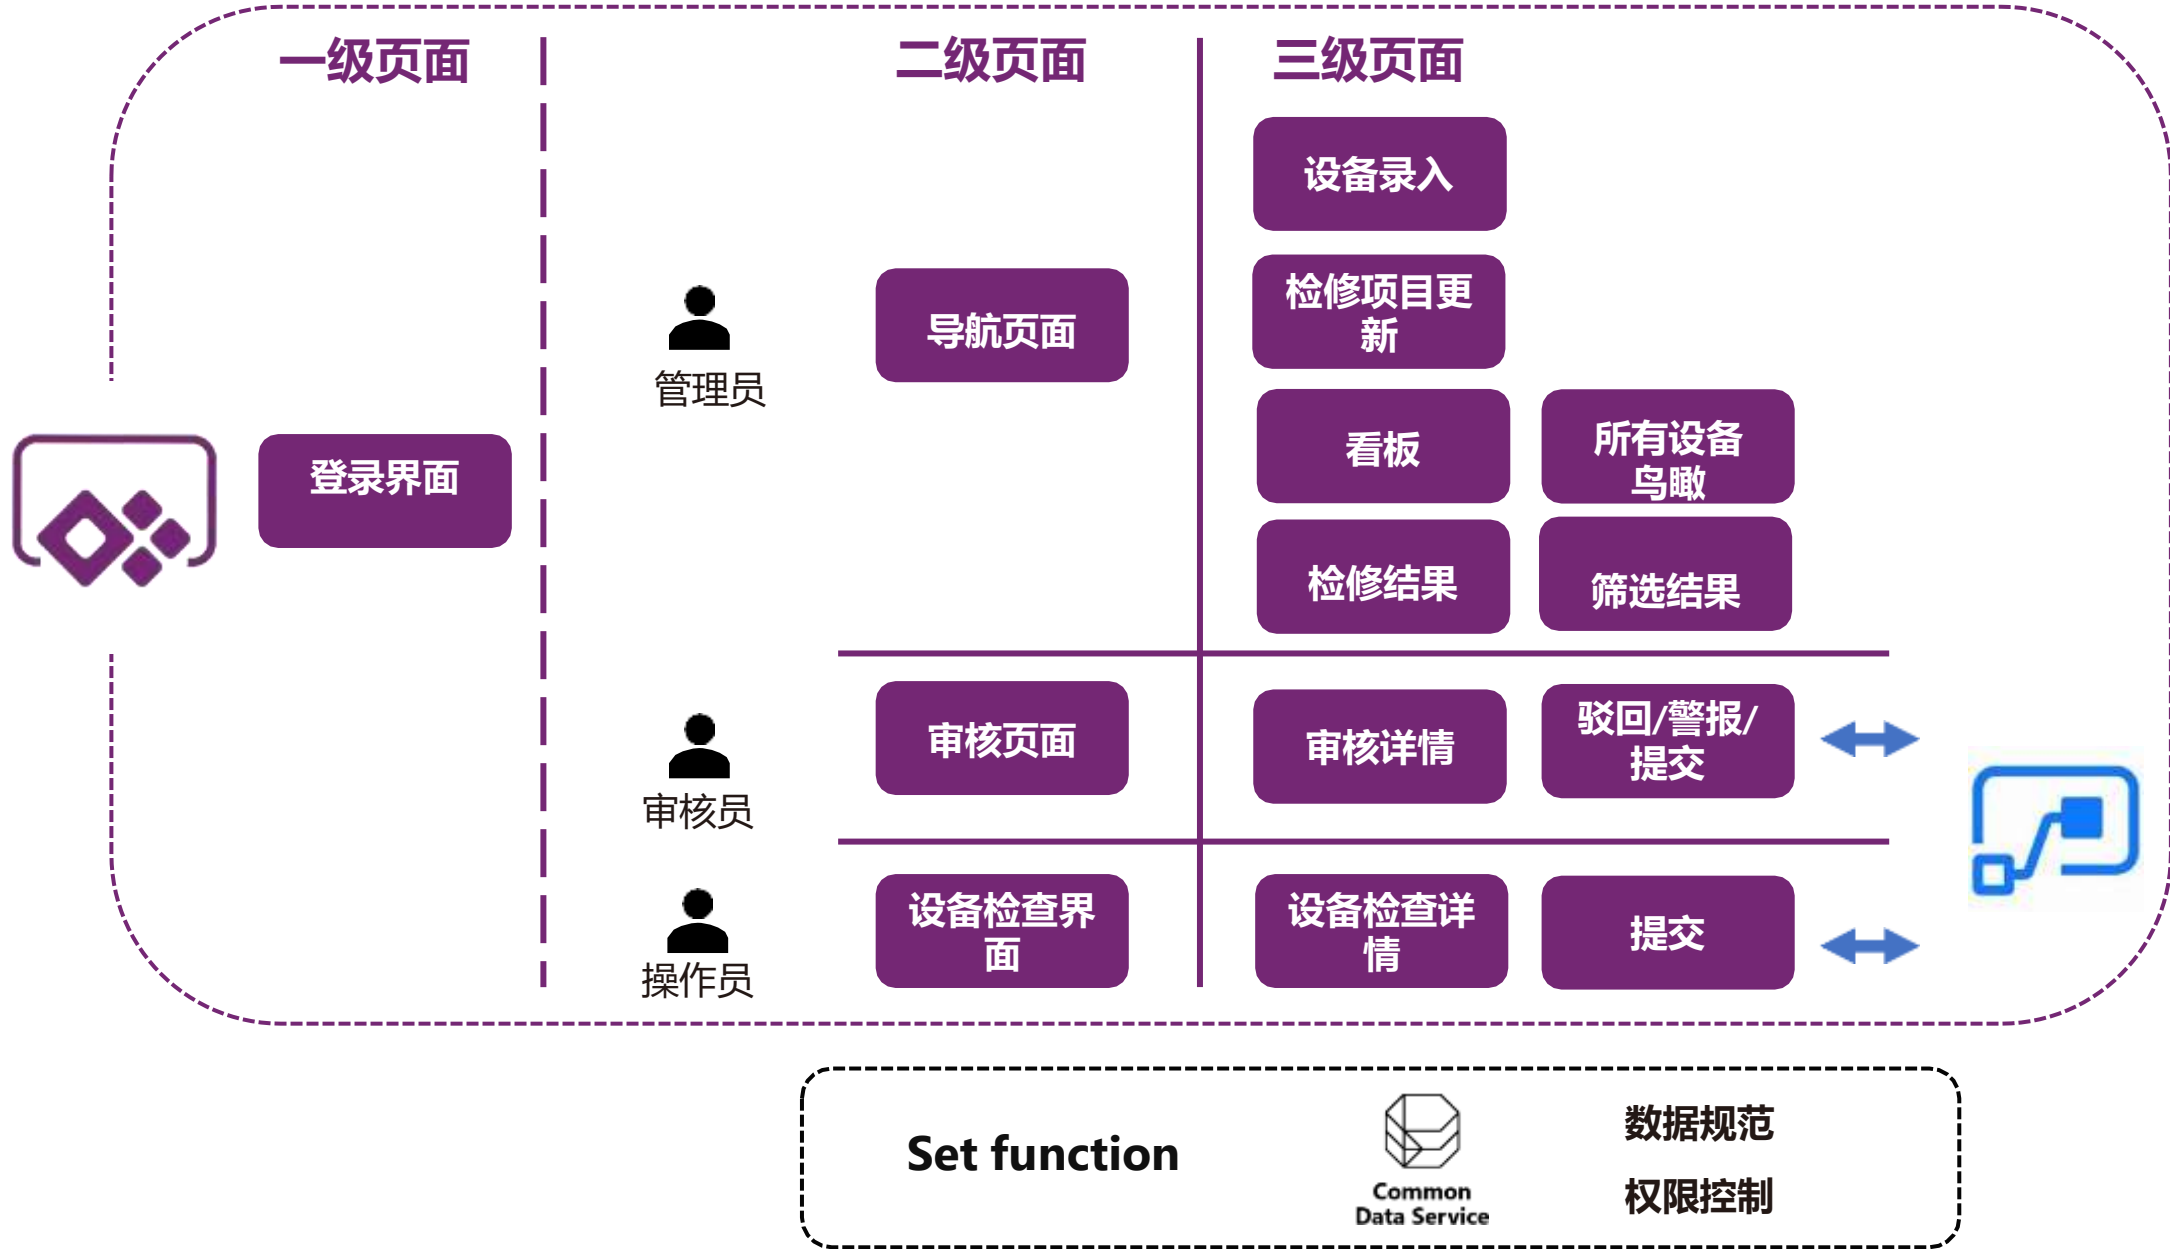 一级页面
二级页面
三级页面
设备录入
检修项目更
新
导航页面
管理员
看板
所有设备
鸟瞰
登录界面
检修结果
筛选结果
审核页面
审核详情
驳回/警报/
提交
审核员
设备检查界
面
设备检查详
情
提交
操作员
Set function
Common
Data Service
数据规范
权限控制